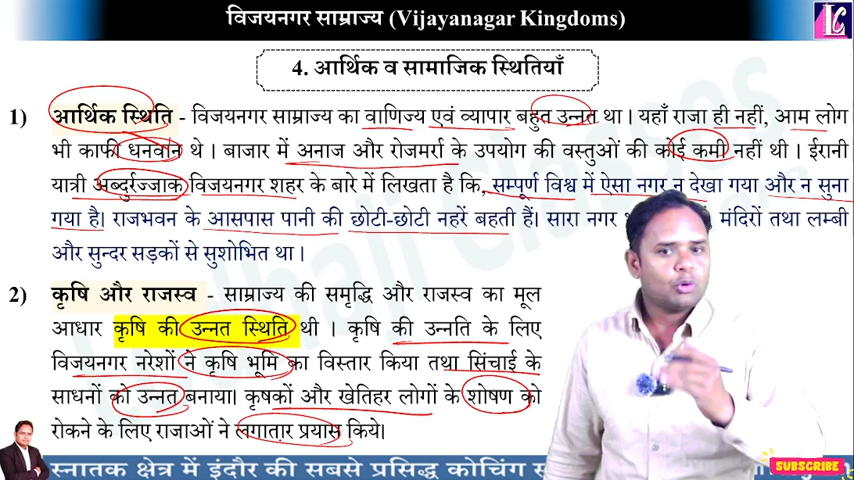 विजयनगर साम्राज्य (Vijayanagar Kingdoms)
LC
4. आर्थिक व सामाजिक स्थितियाँ
1) आर्थिक स्थिति - विजयनगर साम्राज्य का वाणिज्य एवं व्यापार बहुत उन्नत था। यहाँ राजा ही नहीं, आम लोग
भी काफी धनवान थे। बाजार में अनाज और रोजमर्रा के उपयोग की वस्तुओं की कोई कमी नहीं थी। ईरानी
यात्री अब्दुर्रज्जाक विजयनगर शहर के बारे में लिखता है कि, सम्पूर्ण विश्व में ऐसा नगर न देखा गया और न सुना
गया है। राजभवन के आसपास पानी की छोटी-छोटी नहरें बहती हैं। सारा नगर मंदिरों तथा लम्बी
और सुन्दर सड़कों से सुशोभित था।
2) कृषि और राजस्व - साम्राज्य की समृद्धि और राजस्व का मूल
आधार कृषि की उन्नत स्थिति थी । कृषि की उन्नति के लिए
विजयनगर नरेशों ने कृषि भूमि का विस्तार किया तथा सिंचाई के
साधनों को उन्नत बनाया। कृषकों और खेतिहर लोगों के शोषण को
रोकने के लिए राजाओं ने लगातार प्रयास किये।
स्नातक क्षेत्र में इंदौर की सबसे प्रसिद्ध कोचिंग
SUBSCRIBE